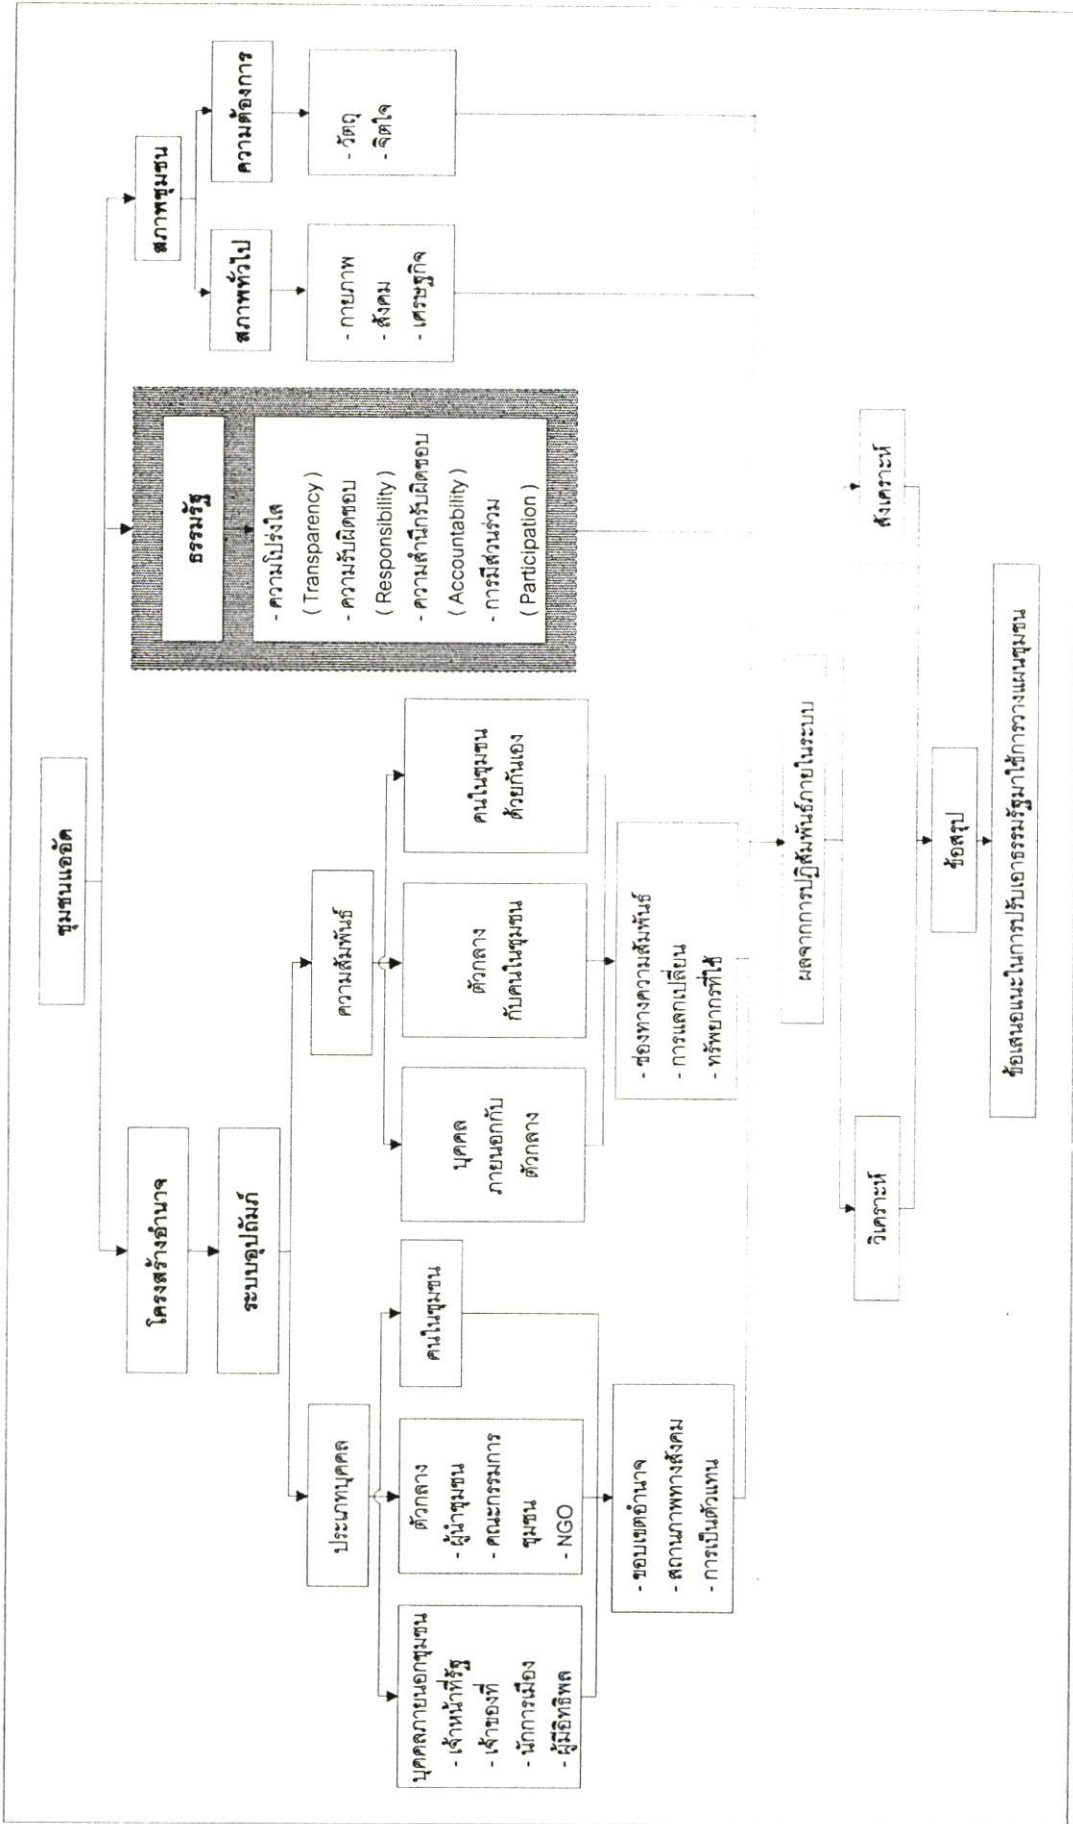 ชุมชนแออัด
โครงสร้างอำนาจ
ระบบอุปถัมภ์
ประเภทบุคคล
ความสัมพันธ์
บุคคลภายนอกชุมชน
- เจ้าหน้าที่รัฐ
เจ้าของที่
- นักการเมือง
- ผู้มีอิทธิพล
ตัวกลาง
- ผู้นำชุมชน
- คณะกรรมการ
ชุมชน
- NGO
คนในชุมชน
บุคคล
ภายนอกกับ
ตัวกลาง
ตัวกลาง
กับคนในชุมชน
คนในชุมชน
ด้วยกันเอง
- ขอบเขตอำนาจ
- สถานภาพทางสังคม
- การเป็นตัวแทน
- ช่องทางความสัมพันธ์
- การแลกเปลี่ยน
- ทรัพยากรที่ใช้
ธรรมรัฐ
- ความโปร่งใส
( Transparency )
- ความรับผิดชอบ
( Responsibility )
- ความสำนึกรับผิดชอบ
(Accountability )
- การมีส่วนร่วม
( Participation )
สภาพชุมชน
สภาพทั่วไป
ความต้องการ
- กายภาพ
- สังคม
- เศรษฐกิจ
- วัตถุ
- จิตใจ
ผลจากการปฏิสัมพันธ์ภายในระบบ
วิเคราะห์
สังเคราะห์
ข้อสรุป
ข้อเสนอแนะในการปรับเอาธรรมรัฐมาใช้การวางแผนชุมชน